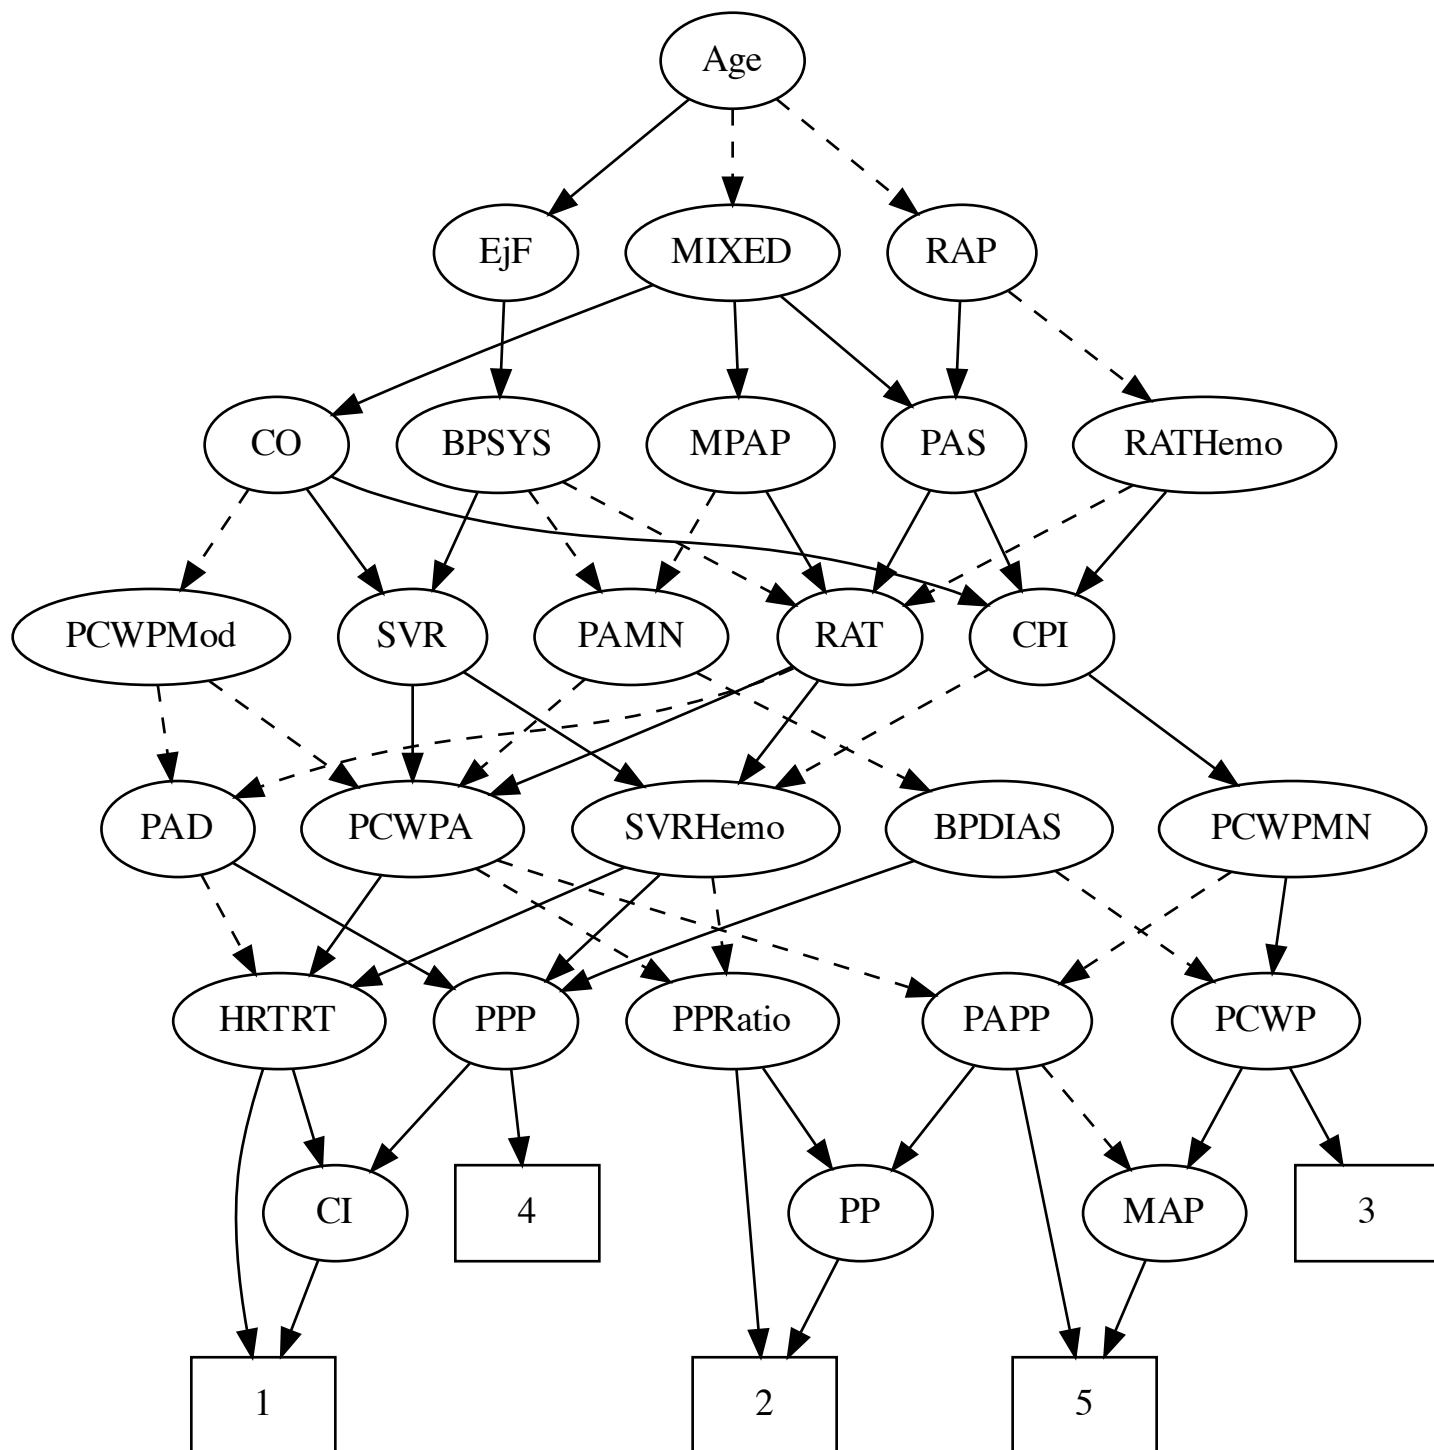 Age
EjF MIXED RAP
CO BPSYS MPAP PAS RATHemo
PCWPMod SVR PAMN RAT CPI
PAD PCWPA SVRHemo BPDIAS PCWPMN
HRTRT PPP PPRatio PAPP PCWP
CI 4 PP MAP 3
1 2 5